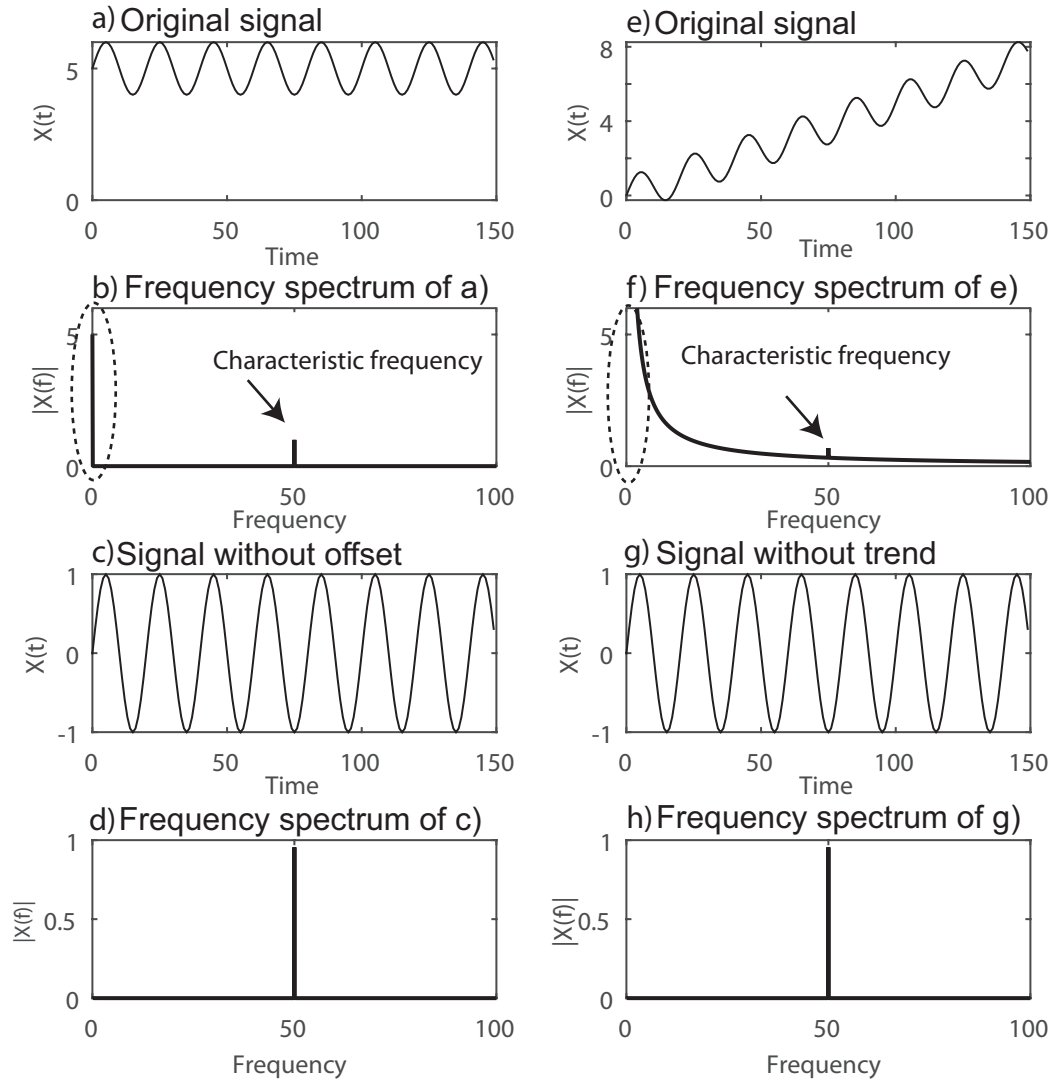 a) Original signal
5
0
X(t)
0 50 100 150
Time
b) Frequency spectrum of a)
5
0
|X(f)|
Characteristic frequency
0 50 100
Frequency
c) Signal without offset
1
0
-1
X(t)
0 50 100 150
Time
d) Frequency spectrum of c)
1
0.5
0
|X(f)|
0 50 100
Frequency
e) Original signal
8
4
0
X(t)
0 50 100 150
Time
f) Frequency spectrum of e)
5
0
|X(f)|
Characteristic frequency
0 50 100
Frequency
g) Signal without trend
1
0
-1
X(t)
0 50 100 150
Time
h) Frequency spectrum of g)
1
0.5
0
|X(f)|
0 50 100
Frequency